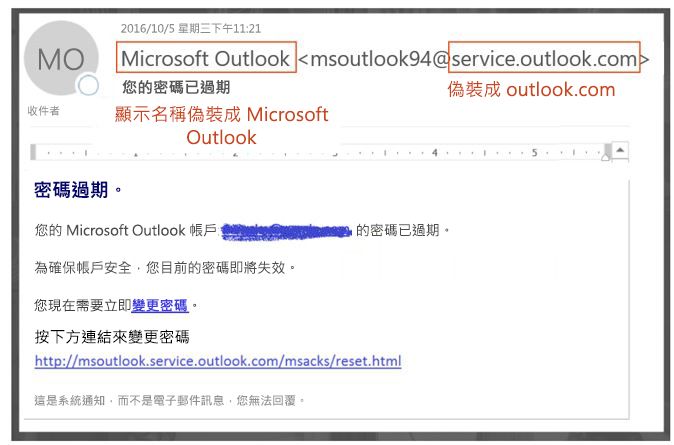 MO
2016/10/5 星期三下午11:21
Microsoft Outlook <msoutlook94@service.outlook.com>
您的密碼已過期
偽裝成 outlook.com
收件者
顯示名稱偽裝成 Microsoft
Outlook
1 2 3 4 5
密碼過期。
您的 Microsoft Outlook 帳戶 的密碼已過期。
為確保帳戶安全，您目前的密碼即將失效。
您現在需要立即變更密碼。
按下方連結來變更密碼
http://msoutlook.service.outlook.com/msacks/reset.html
這是系統通知，而不是電子郵件訊息，您無法回覆。